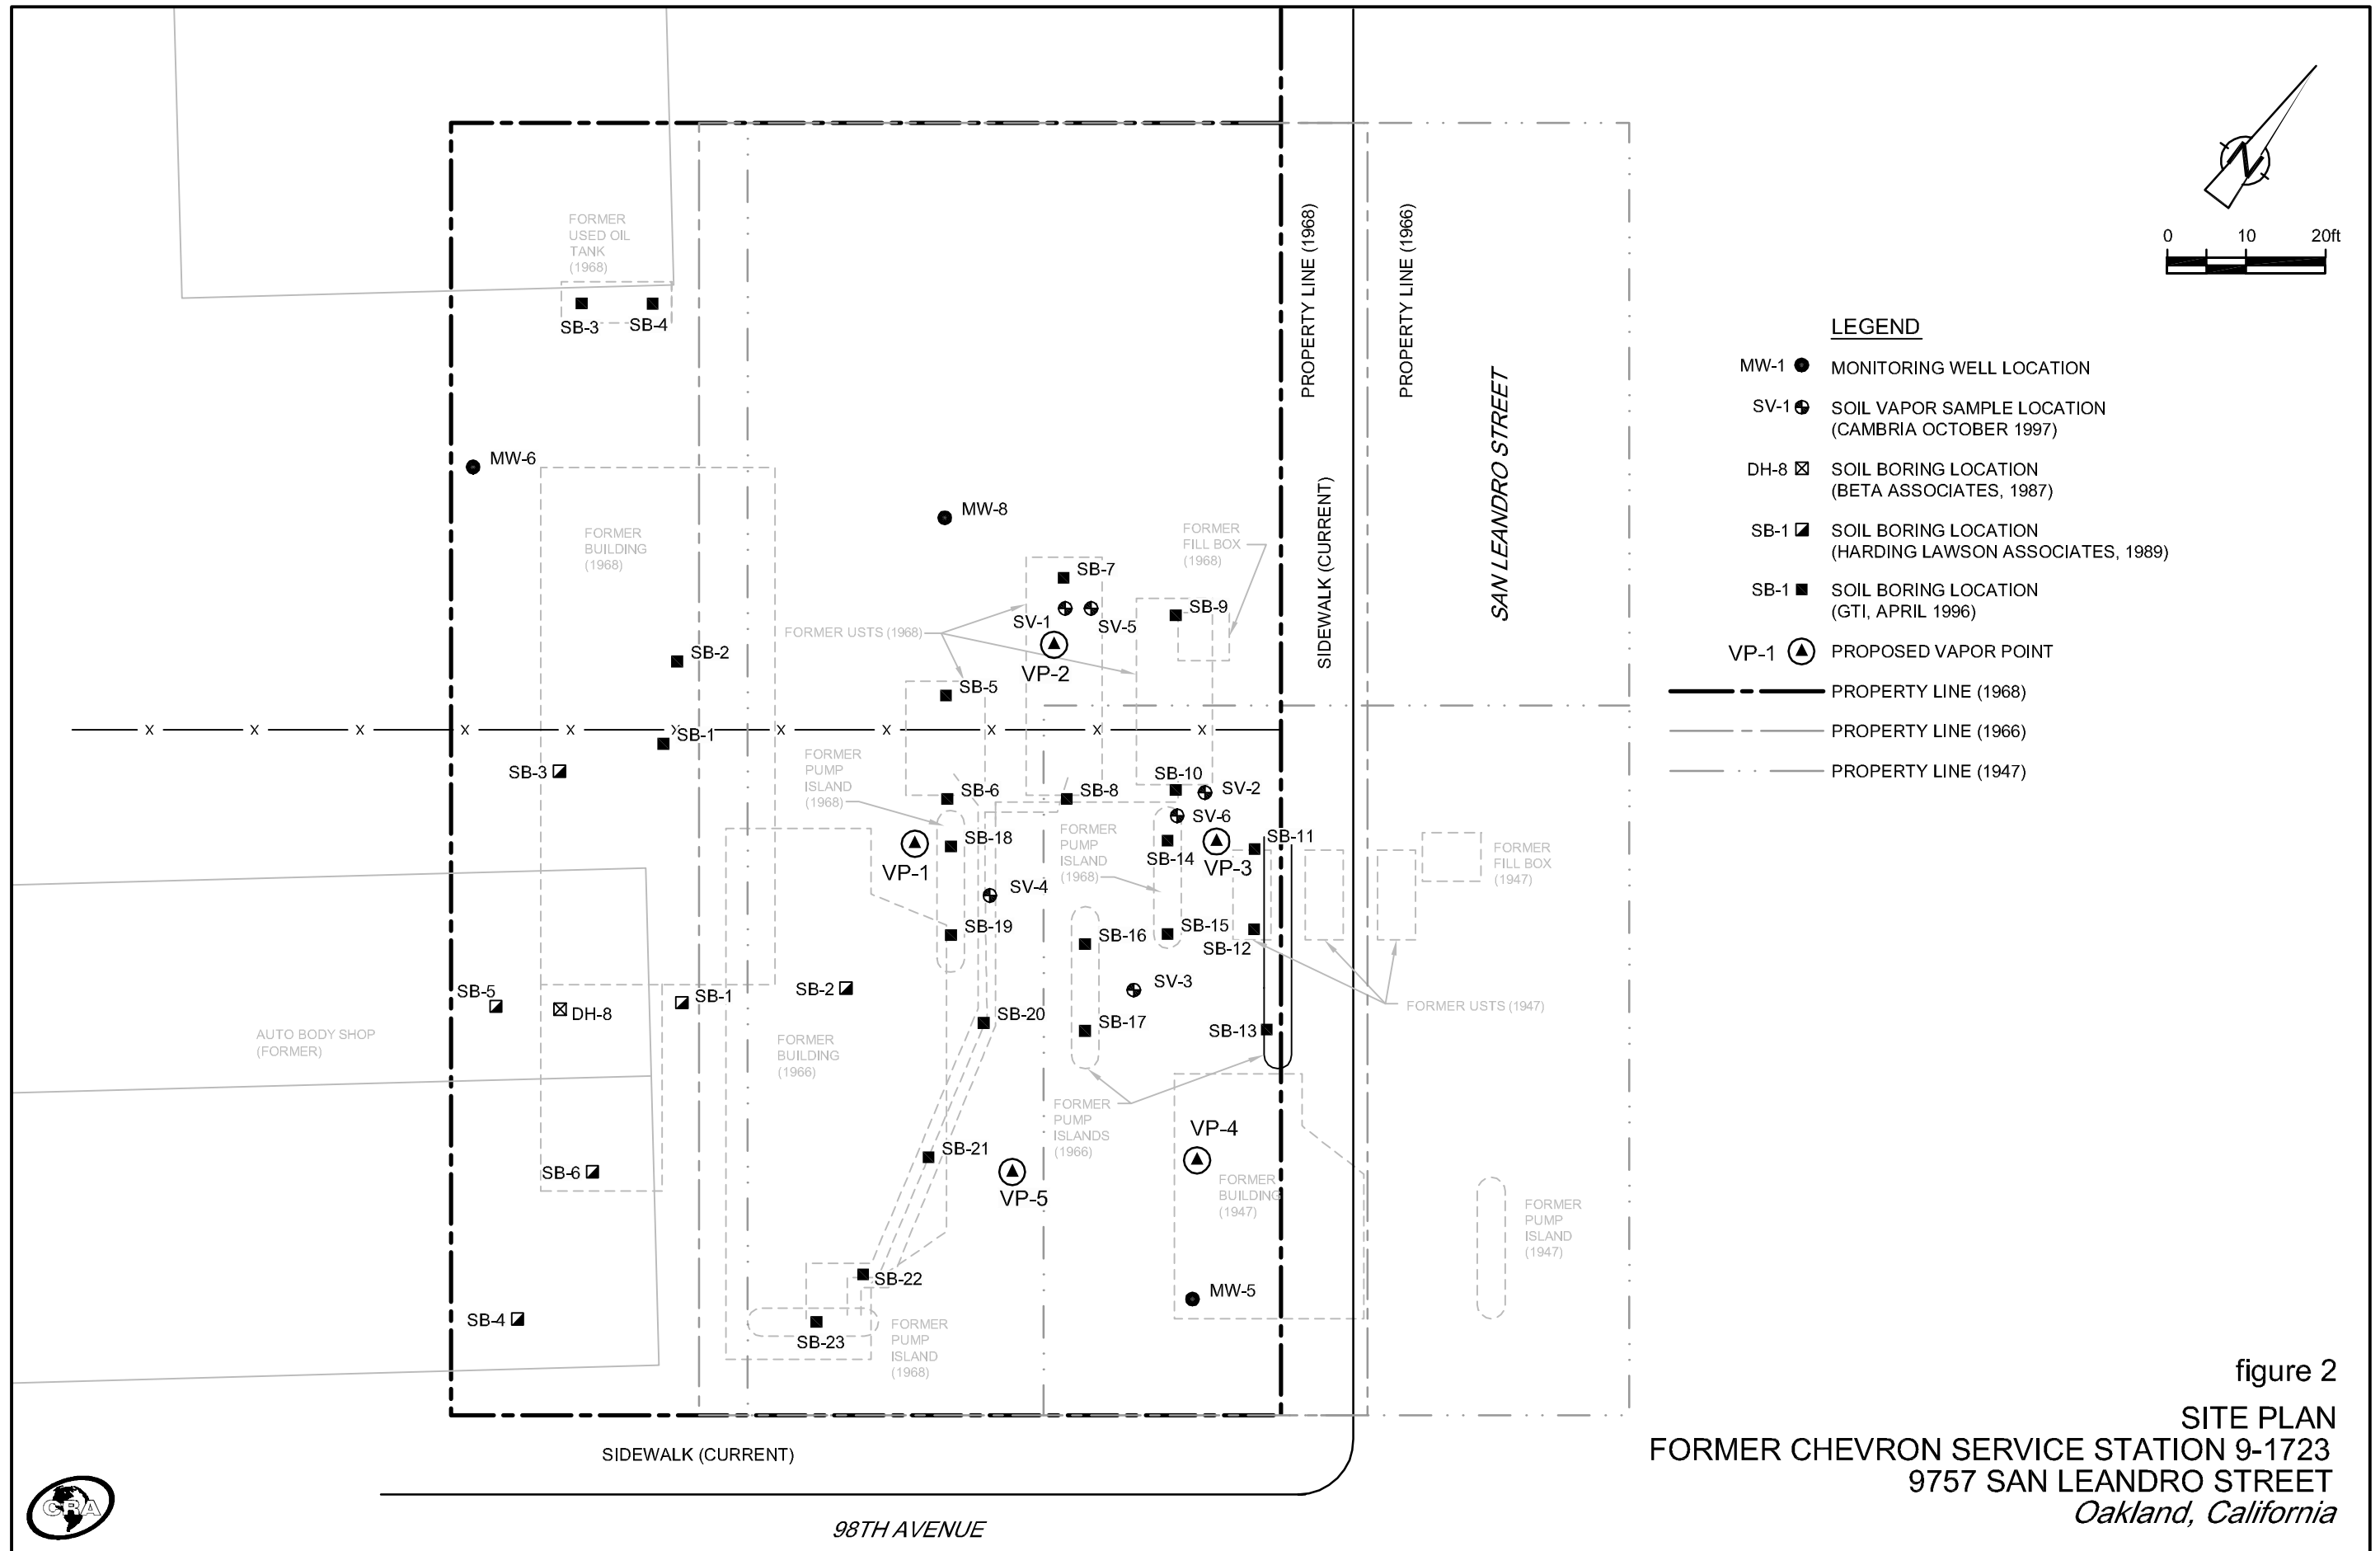 FORMER
USED OIL
TANK
(1968)
SB-3
SB-4
MW-6
MW-8
FORMER
BUILDING
(1968)
FORMER
FILL BOX
(1968)
SB-7
SV-1
SV-5
SB-9
FORMER USTS (1968)
VP-2
SB-2
SB-5
X X X X X X X X X X X
SB-1
SB-3
FORMER
PUMP
ISLAND
(1968)
SB-6
SB-8
SB-10
SV-2
SV-6
SB-18
VP-1
FORMER
PUMP
ISLAND
(1968)
SB-14
VP-3
SB-11
FORMER
FILL BOX
(1947)
SV-4
SB-19
SB-16
SB-15
SB-12
SB-5
DH-8
SB-1
SB-2
SV-3
SB-20
SB-17
SB-13
FORMER USTS (1947)
AUTO BODY SHOP
(FORMER)
FORMER
BUILDING
(1966)
FORMER
PUMP
ISLANDS
(1966)
VP-4
SB-21
VP-5
SB-6
FORMER
BUILDING
(1947)
FORMER
PUMP
ISLAND
(1947)
SB-22
MW-5
SB-4
SB-23
FORMER
PUMP
ISLAND
(1968)
PROPERTY LINE (1968)
PROPERTY LINE (1966)
SIDEWALK (CURRENT)
SAN LEANDRO STREET
SIDEWALK (CURRENT)
98TH AVENUE
CRA
N
0 10 20ft
LEGEND
MW-1 MONITORING WELL LOCATION
SV-1 SOIL VAPOR SAMPLE LOCATION
(CAMBRIA OCTOBER 1997)
DH-8 SOIL BORING LOCATION
(BETA ASSOCIATES, 1987)
SB-1 SOIL BORING LOCATION
(HARDING LAWSON ASSOCIATES, 1989)
SB-1 SOIL BORING LOCATION
(GTI, APRIL 1996)
VP-1 PROPOSED VAPOR POINT
PROPERTY LINE (1968)
PROPERTY LINE (1966)
PROPERTY LINE (1947)
figure 2
SITE PLAN
FORMER CHEVRON SERVICE STATION 9-1723
9757 SAN LEANDRO STREET
Oakland, California